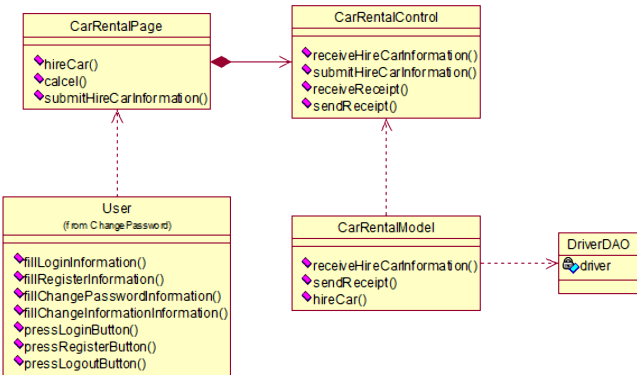 CarRentalPage
hireCar()
calcel()
submitHireCarInformation()
CarRentalControl
receiveHireCarInformation()
submitHireCarInformation()
receiveReceipt()
sendReceipt()
User
(from ChangePassword)
fillLoginInformation()
fillRegisterInformation()
fillChangePasswordInformation()
fillChangeInformationInformation()
pressLoginButton()
pressRegisterButton()
pressLogoutButton()
CarRentalModel
receiveHireCarInformation()
sendReceipt()
hireCar()
DriverDAO
driver